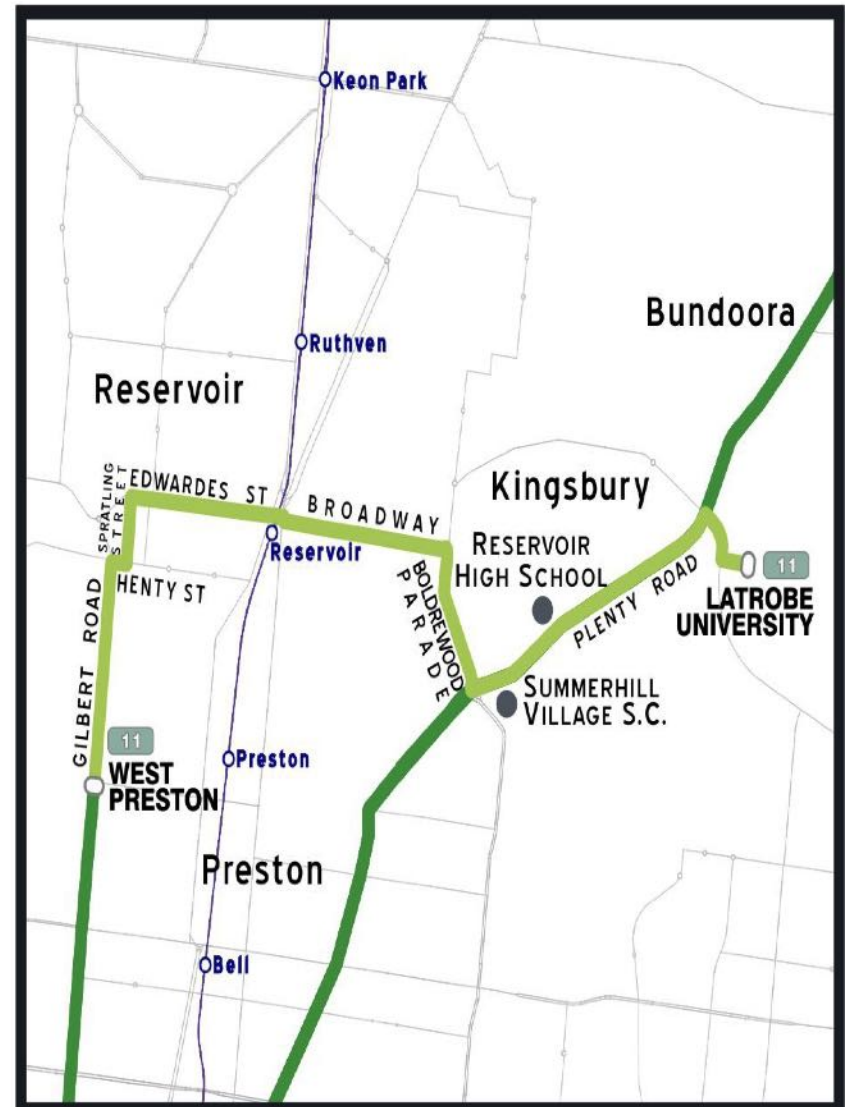 Keon Park
Bundoora
Ruthven
Reservoir
SPRATLING
STREET
EDWARDES ST
BROADWAY
Kingsbury
Reservoir
RESERVOIR
HIGH SCHOOL
HENTY ST
BOLDREWOOD
PARADE
PLENTY ROAD
11
LATROBE
UNIVERSITY
GILBERT ROAD
SUMMERHILL
VILLAGE S.C.
11
WEST
PRESTON
Preston
Preston
Bell